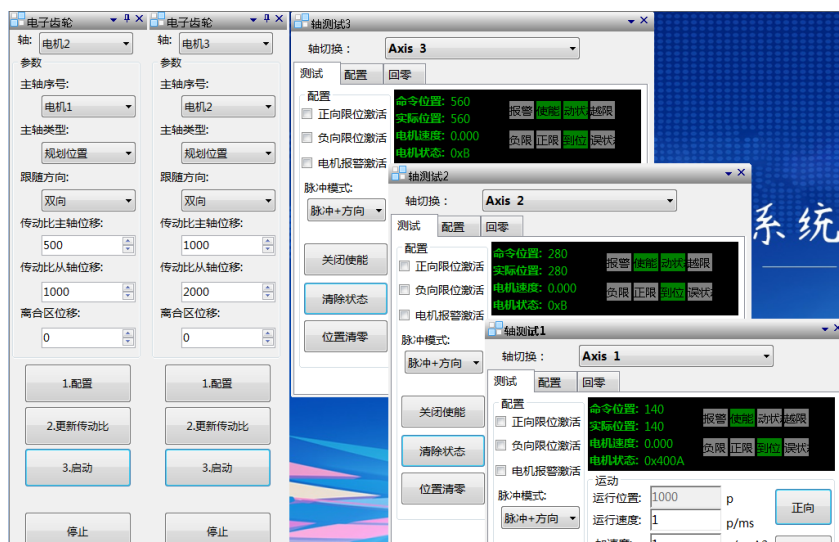 电子齿轮
轴: 电机2
参数
主轴序号:
电机1
主轴类型:
规划位置
跟随方向:
双向
传动比主轴位移:
500
传动比从轴位移:
1000
离合区位移:
0
1.配置
2.更新传动比
3.启动
停止
电子齿轮
轴: 电机3
参数
主轴序号:
电机2
主轴类型:
规划位置
跟随方向:
双向
传动比主轴位移:
1000
传动比从轴位移:
2000
离合区位移:
0
1.配置
2.更新传动比
3.启动
停止
轴测试3
轴切换： Axis 3
测试 配置 回零
配置
正向限位激活
负向限位激活
电机报警激活
脉冲模式:
脉冲+方向
关闭使能
清除状态
位置清零
命令位置: 560
实际位置: 560
电机速度: 0.000
电机状态: 0xB
报警 使能 动状 越限
负限 正限 到位 误状
轴测试2
轴切换： Axis 2
测试 配置 回零
配置
正向限位激活
负向限位激活
电机报警激活
脉冲模式:
脉冲+方向
关闭使能
清除状态
位置清零
命令位置: 280
实际位置: 280
电机速度: 0.000
电机状态: 0xB
报警 使能 动状 越限
负限 正限 到位 误状
轴测试1
轴切换： Axis 1
测试 配置 回零
配置
正向限位激活
负向限位激活
电机报警激活
脉冲模式:
脉冲+方向
命令位置: 140
实际位置: 140
电机速度: 0.000
电机状态: 0x400A
报警 使能 动状 越限
负限 正限 到位 误状
运动
运行位置: 1000 p
正向
运行速度: 1 p/ms
系统